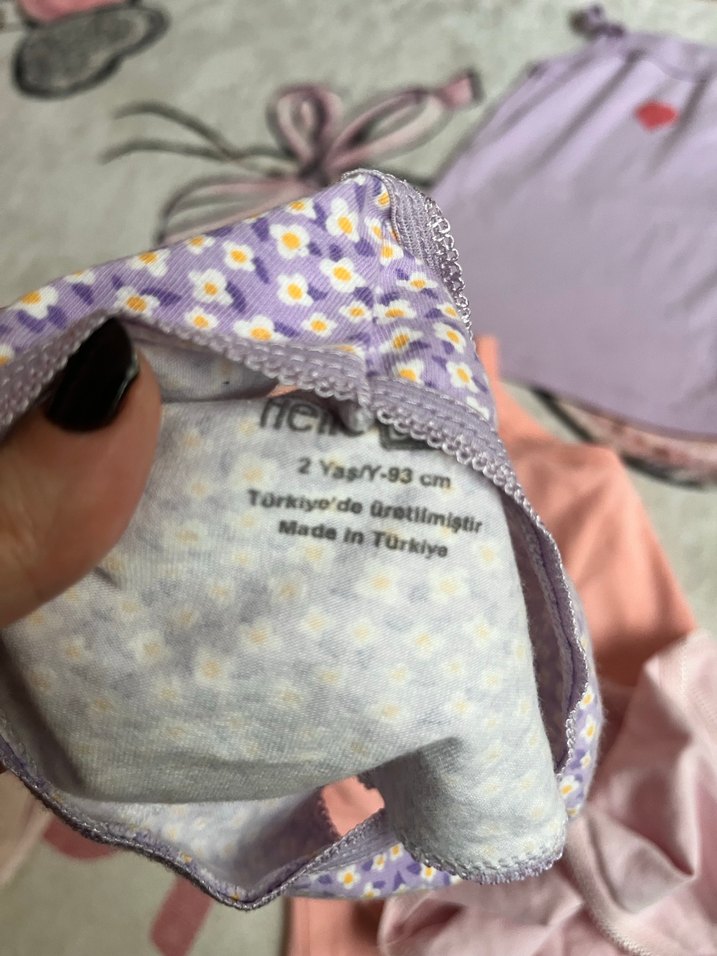 2 Yaş/Y-93 cm
Türkiye'de üretilmiştir
Made in Türkiye